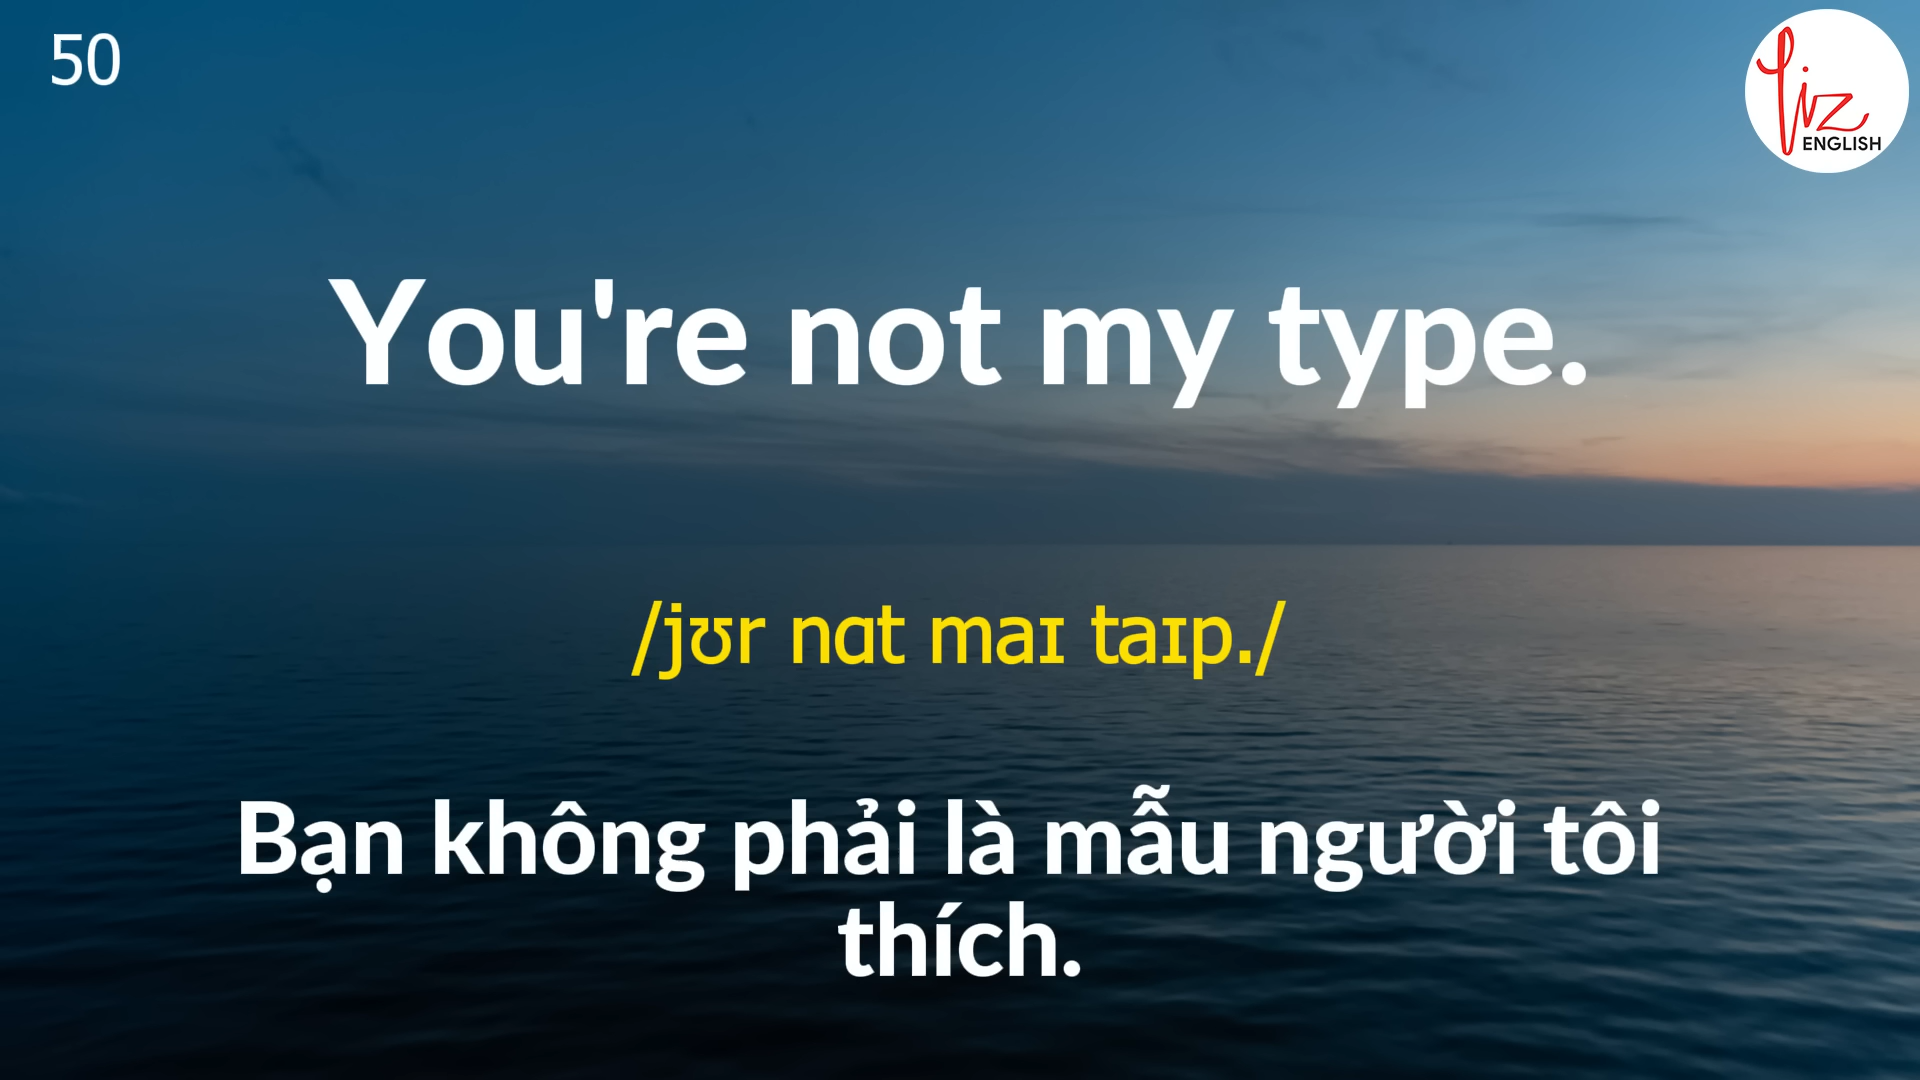 50
Liz
ENGLISH
You're not my type.
/jʊr nɑt maɪ taɪp./
Bạn không phải là mẫu người tôi
thích.